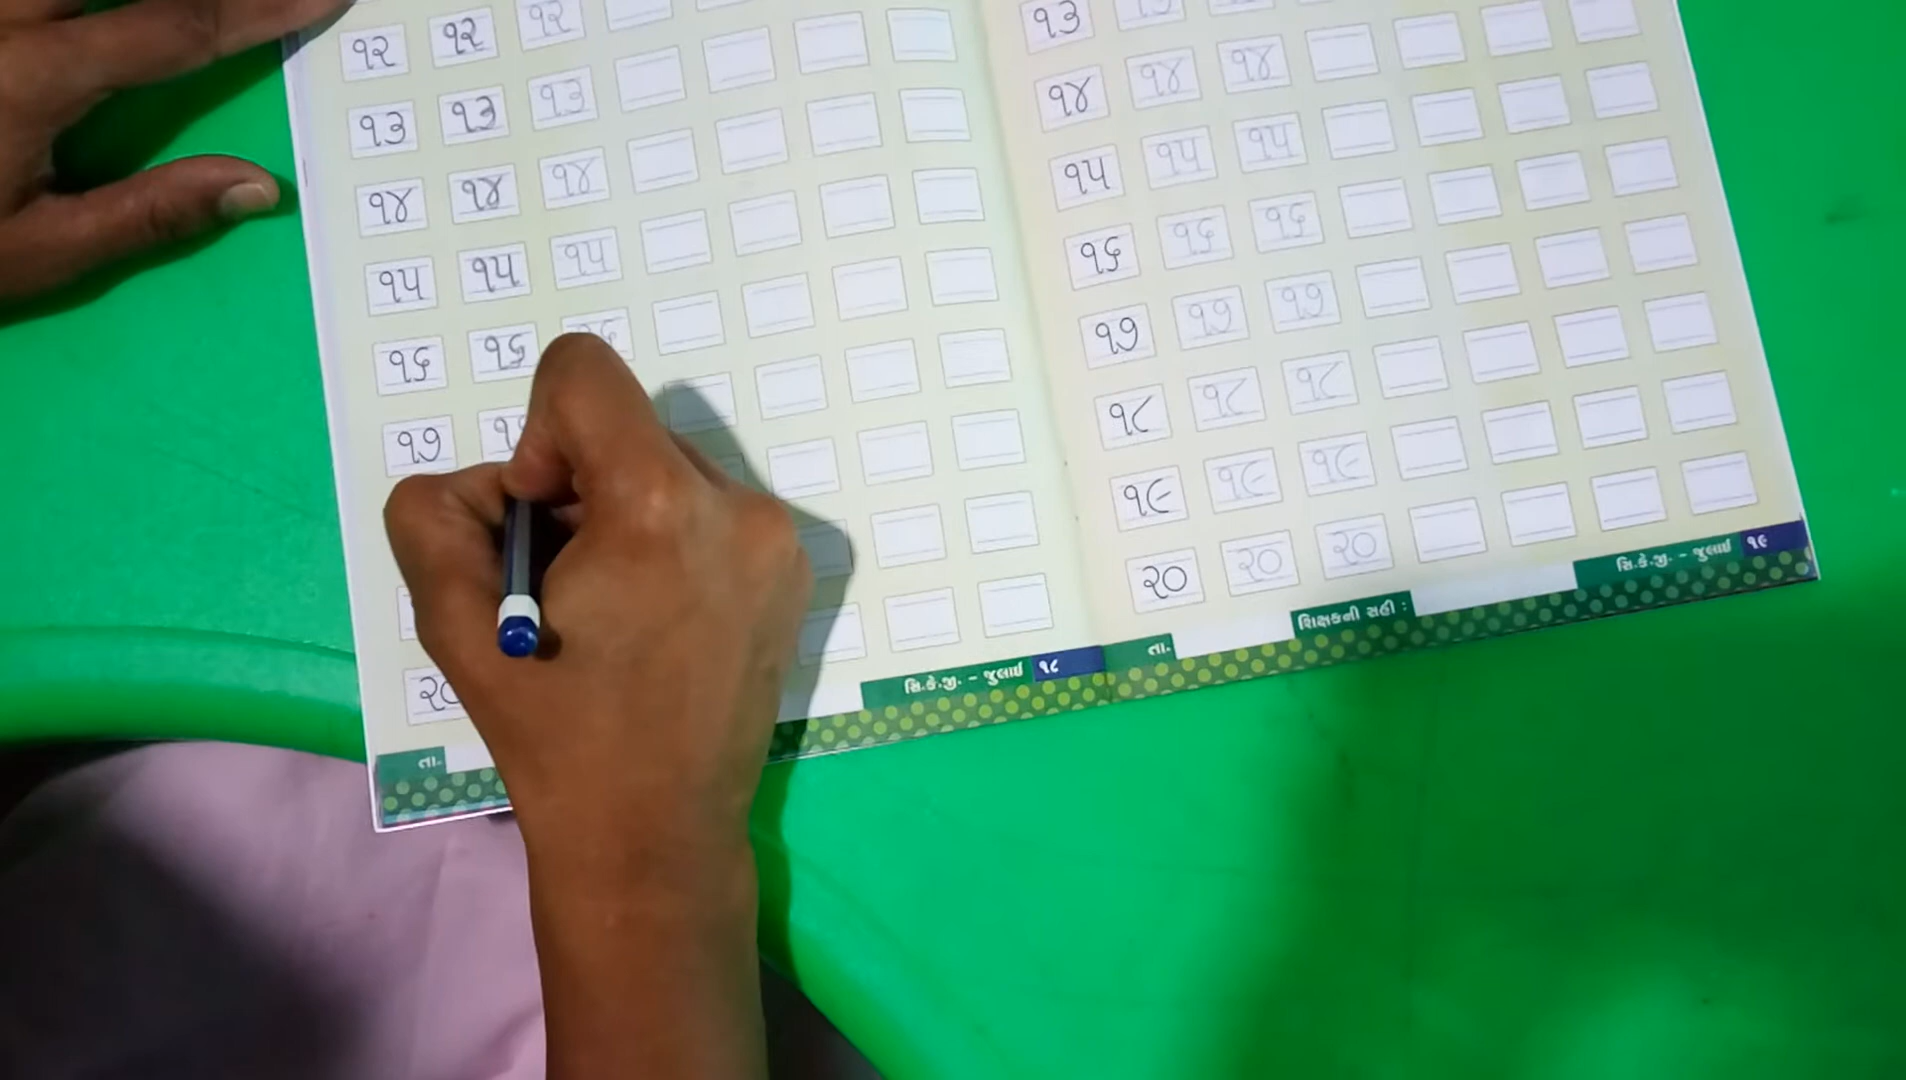 ૧૨ ૧૨ ૧૨
૧૩ ૧૩ ૧૩
૧૪ ૧૪ ૧૪
૧૫ ૧૫ ૧૫
૧૬ ૧૬
૧૭
૨૦
તા.
સિ.કે.જી. - જુલાઈ ૧૮
૧૩
૧૪ ૧૪ ૧૪
૧૫ ૧૫ ૧૫
૧૬ ૧૬ ૧૬
૧૭ ૧૭ ૧૭
૧૮ ૧૮ ૧૮
૧૯ ૧૯ ૧૯
૨૦ ૨૦ ૨૦
તા. શિક્ષકની સહી : સિ.કે.જી. - જુલાઈ ૧૯